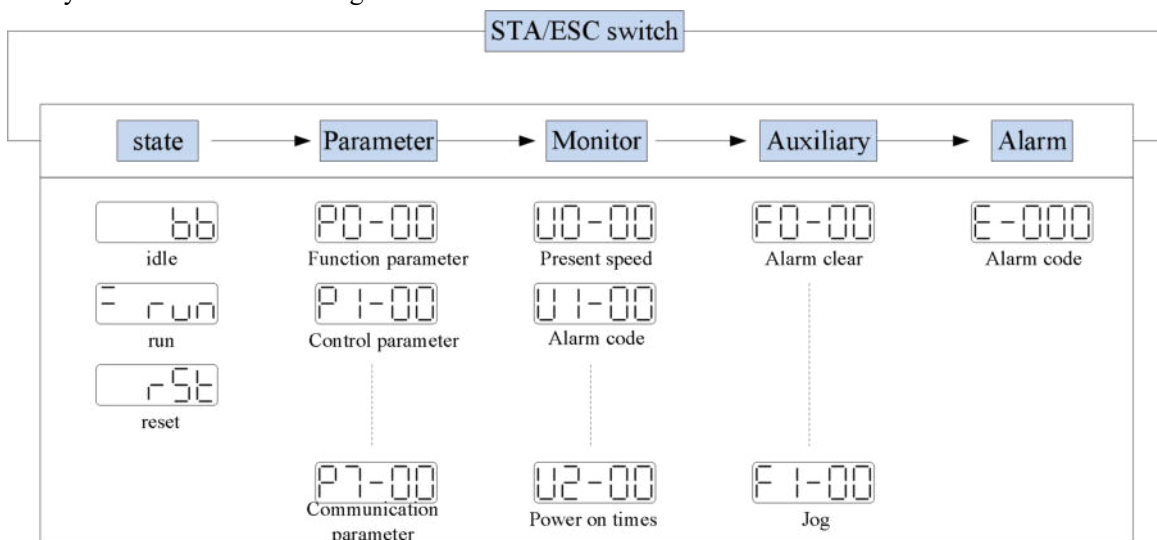 STA/ESC switch
state
Parameter
Monitor
Auxiliary
Alarm
bb
P0-00
U0-00
F0-00
E-000
idle
Function parameter
Present speed
Alarm clear
Alarm code
run
P1-00
U1-00
run
Control parameter
Alarm code
rSt
reset
P7-00
U2-00
F1-00
Communication
parameter
Power on times
Jog